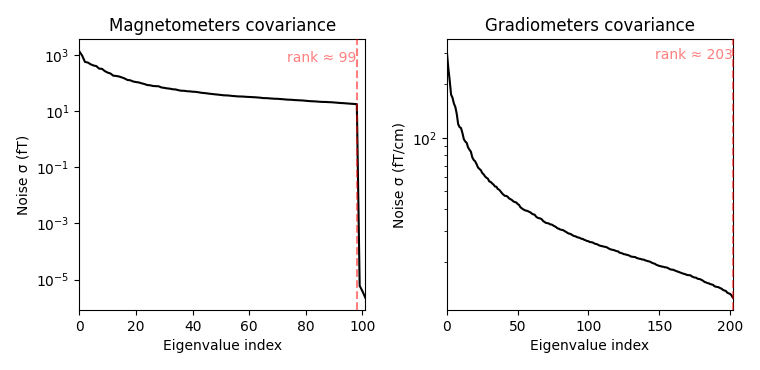 Magnetometers covariance
rank ≈ 99
Noise σ (fT)
10³
10¹
10⁻¹
10⁻³
10⁻⁵
0 20 40 60 80 100
Eigenvalue index
Gradiometers covariance
rank ≈ 203
Noise σ (fT/cm)
10²
0 50 100 150 200
Eigenvalue index